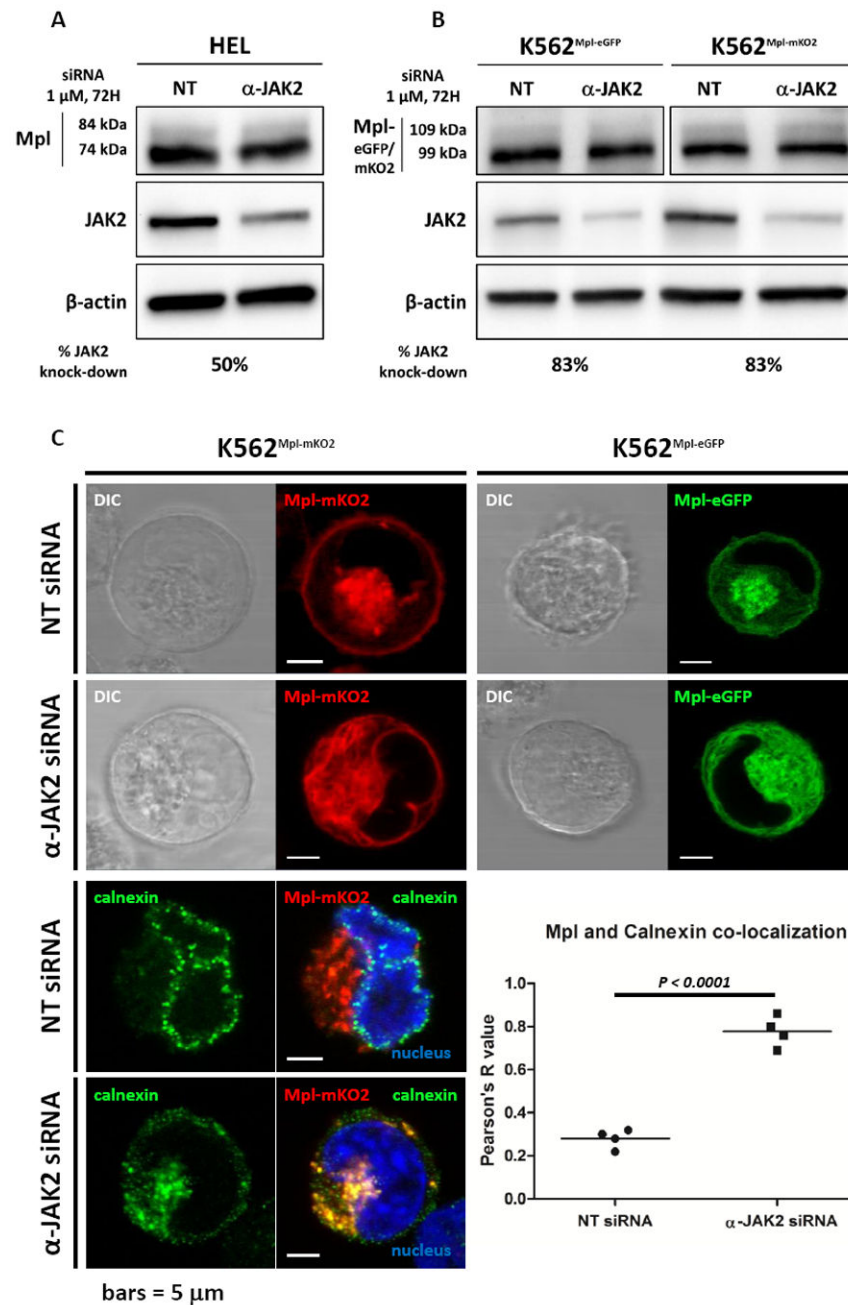 A
HEL
siRNA
1 μM, 72H
NT
α-JAK2
Mpl
84 kDa
74 kDa
JAK2
β-actin
% JAK2
knock-down
50%
B
K562Mpl-eGFP
K562Mpl-mKO2
siRNA
1 μM, 72H
NT
α-JAK2
NT
α-JAK2
Mpl-
eGFP/
mKO2
109 kDa
99 kDa
JAK2
β-actin
% JAK2
knock-down
83%
83%
C
K562Mpl-mKO2
K562Mpl-eGFP
NT siRNA
DIC
Mpl-mKO2
DIC
Mpl-eGFP
α-JAK2 siRNA
DIC
Mpl-mKO2
DIC
Mpl-eGFP
NT siRNA
calnexin
Mpl-mKO2 calnexin
nucleus
α-JAK2 siRNA
calnexin
Mpl-mKO2 calnexin
nucleus
Mpl and Calnexin co-localization
P < 0.0001
Pearson's R value
1.0
0.8
0.6
0.4
0.2
0.0
NT siRNA
α-JAK2 siRNA
bars = 5 μm